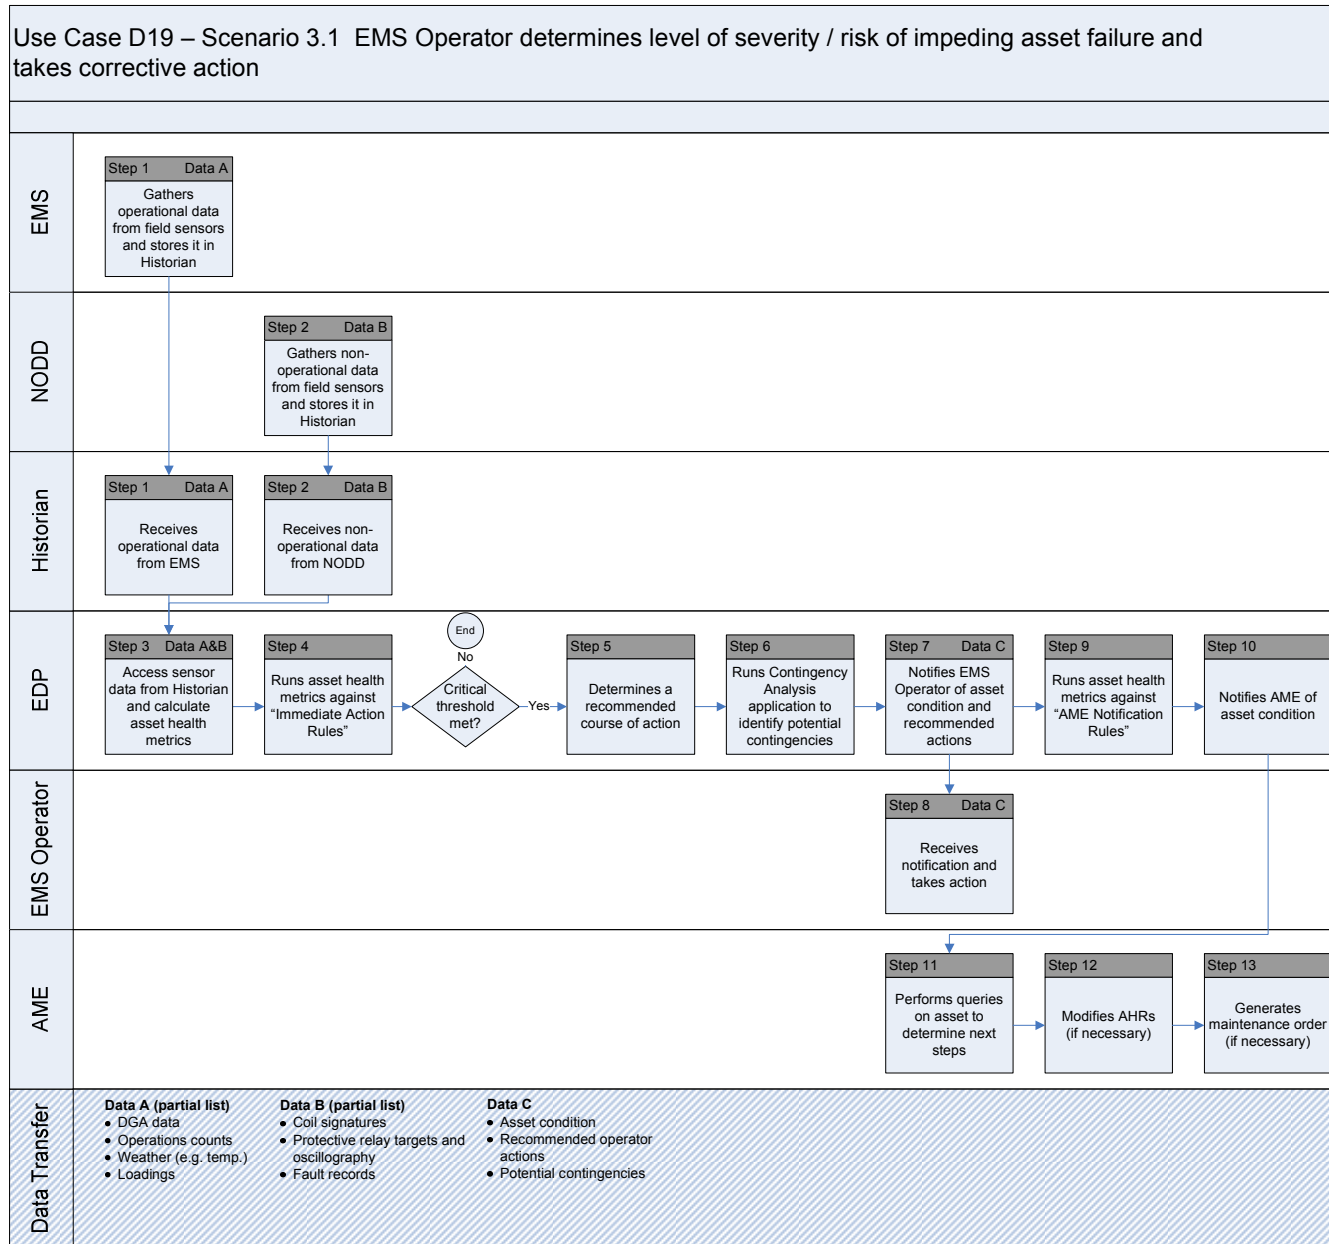 Use Case D19 – Scenario 3.1 EMS Operator determines level of severity / risk of impeding asset failure and
takes corrective action
EMS
Step 1 Data A
Gathers
operational data
from field sensors
and stores it in
Historian
NODD
Step 2 Data B
Gathers non-
operational data
from field sensors
and stores it in
Historian
Historian
Step 1 Data A
Receives
operational data
from EMS
Step 2 Data B
Receives non-
operational data
from NODD
EDP
Step 3 Data A&B
Access sensor
data from Historian
and calculate
asset health
metrics
Step 4
Runs asset health
metrics against
“Immediate Action
Rules”
End
No
Critical
threshold
met?
Yes
Step 5
Determines a
recommended
course of action
Step 6
Runs Contingency
Analysis
application to
identify potential
contingencies
Step 7 Data C
Notifies EMS
Operator of asset
condition and
recommended
actions
Step 9
Runs asset health
metrics against
“AME Notification
Rules”
Step 10
Notifies AME of
asset condition
EMS Operator
Step 8 Data C
Receives
notification and
takes action
AME
Step 11
Performs queries
on asset to
determine next
steps
Step 12
Modifies AHRs
(if necessary)
Step 13
Generates
maintenance order
(if necessary)
Data Transfer
Data A (partial list)
• DGA data
• Operations counts
• Weather (e.g. temp.)
• Loadings
Data B (partial list)
• Coil signatures
• Protective relay targets and
oscillography
• Fault records
Data C
• Asset condition
• Recommended operator
actions
• Potential contingencies